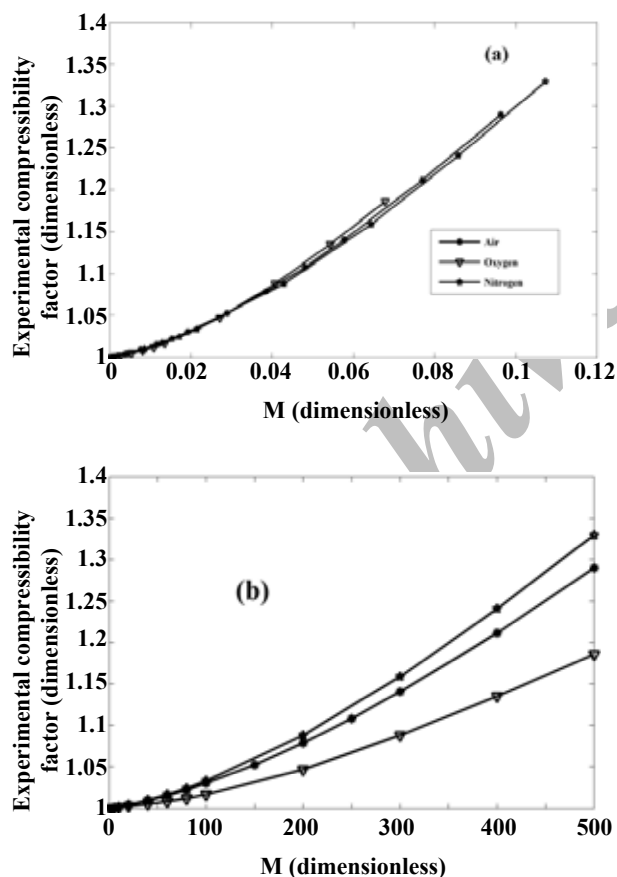 (a)
Experimental compressibility
factor (dimensionless)
1.4
1.35
1.3
1.25
1.2
1.15
1.1
1.05
1
Air
Oxygen
Nitrogen
0 0.02 0.04 0.06 0.08 0.1 0.12
M (dimensionless)
(b)
Experimental compressibility
factor (dimensionless)
1.4
1.35
1.3
1.25
1.2
1.15
1.1
1.05
1
0 100 200 300 400 500
M (dimensionless)